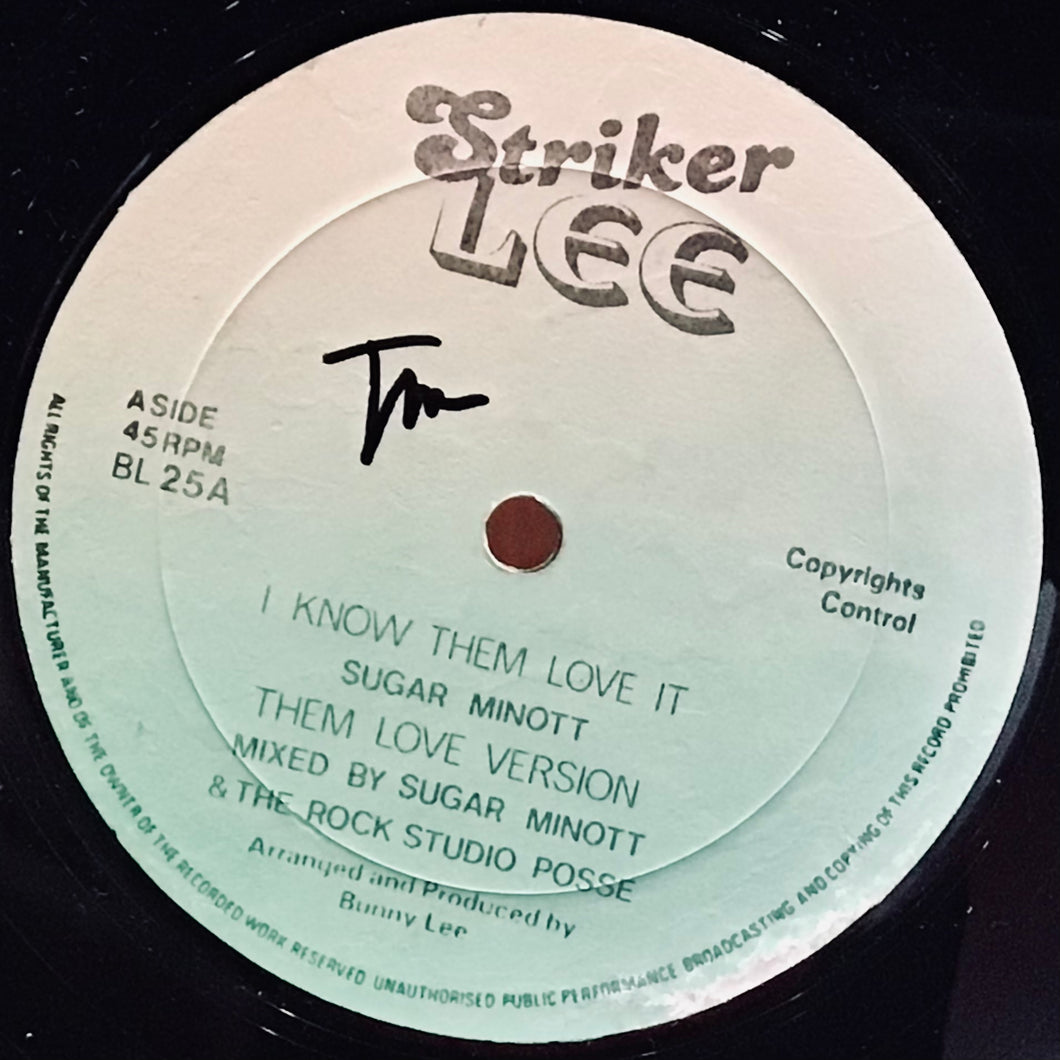 Striker
LEE
A SIDE
45 RPM
BL 25A
Copyrights
Control
I KNOW THEM LOVE IT
SUGAR MINOTT
THEM LOVE VERSION
MIXED BY SUGAR MINOTT
& THE ROCK STUDIO POSSE
Arranged and Produced by
Bunny Lee
ALL RIGHTS OF THE MANUFACTURER AND OF THE OWNER OF THE RECORDED WORK RESERVED UNAUTHORISED PUBLIC PERFORMANCE BROADCASTING AND COPYING OF THIS RECORD PROHIBITED